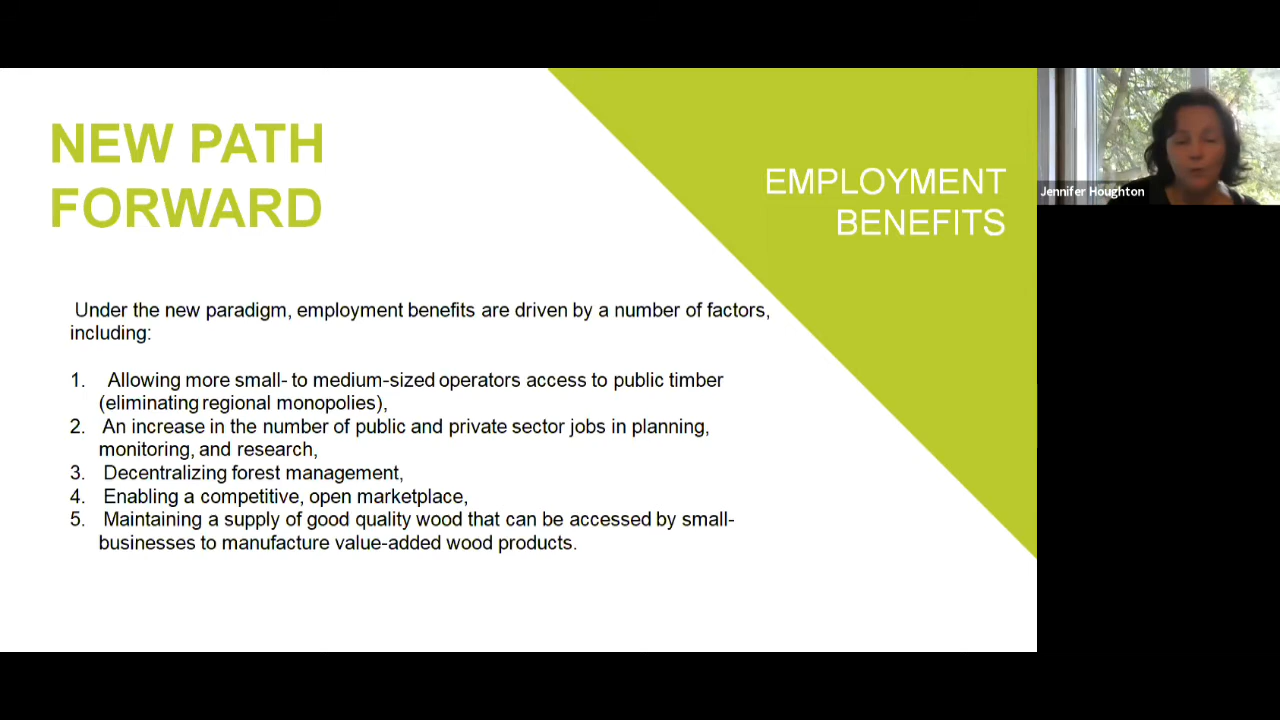 NEW PATH
FORWARD
EMPLOYMENT
BENEFITS
Jennifer Houghton
Under the new paradigm, employment benefits are driven by a number of factors,
including:
1. Allowing more small- to medium-sized operators access to public timber
(eliminating regional monopolies),
2. An increase in the number of public and private sector jobs in planning,
monitoring, and research,
3. Decentralizing forest management,
4. Enabling a competitive, open marketplace,
5. Maintaining a supply of good quality wood that can be accessed by small-
businesses to manufacture value-added wood products.